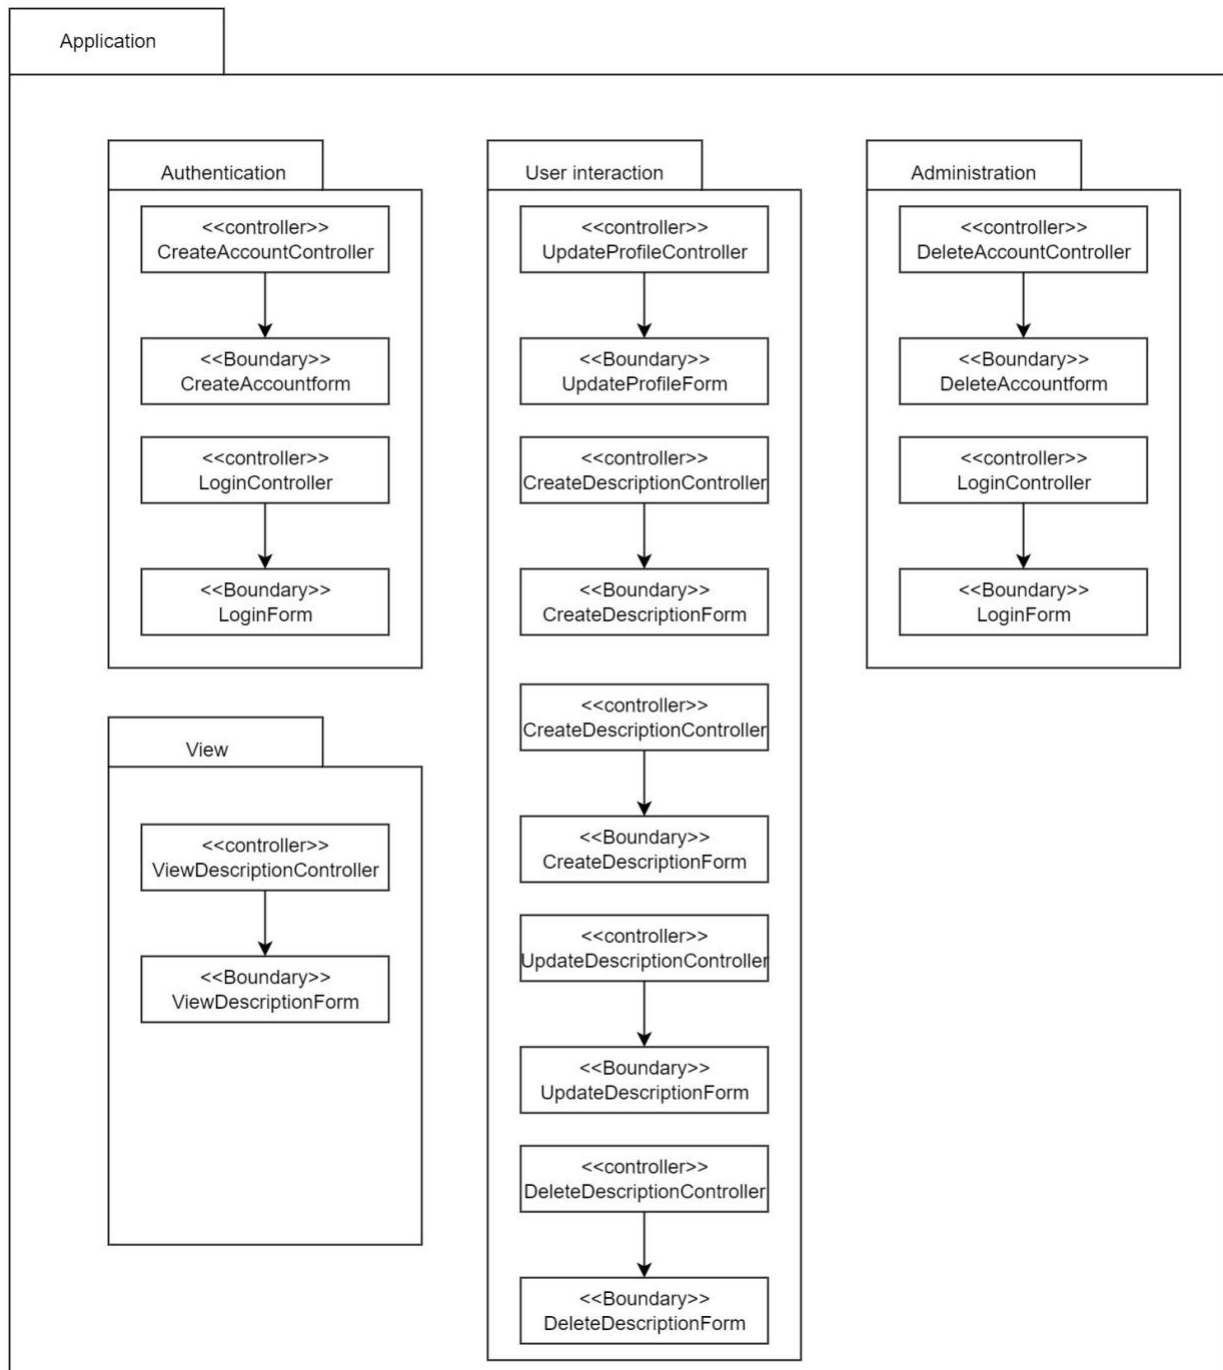 Application
Authentication
<<controller>>
CreateAccountController
<<Boundary>>
CreateAccountform
<<controller>>
LoginController
<<Boundary>>
LoginForm
View
<<controller>>
ViewDescriptionController
<<Boundary>>
ViewDescriptionForm
User interaction
<<controller>>
UpdateProfileController
<<Boundary>>
UpdateProfileForm
<<controller>>
CreateDescriptionController
<<Boundary>>
CreateDescriptionForm
<<controller>>
CreateDescriptionController
<<Boundary>>
CreateDescriptionForm
<<controller>>
UpdateDescriptionController
<<Boundary>>
UpdateDescriptionForm
<<controller>>
DeleteDescriptionController
<<Boundary>>
DeleteDescriptionForm
Administration
<<controller>>
DeleteAccountController
<<Boundary>>
DeleteAccountform
<<controller>>
LoginController
<<Boundary>>
LoginForm